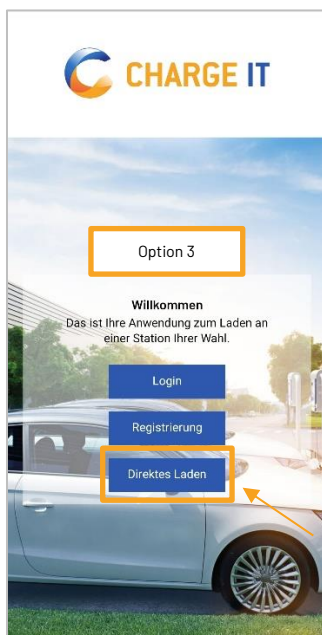 CHARGE IT
Option 3
Willkommen
Das ist Ihre Anwendung zum Laden an
einer Station Ihrer Wahl.
Login
Registrierung
Direktes Laden